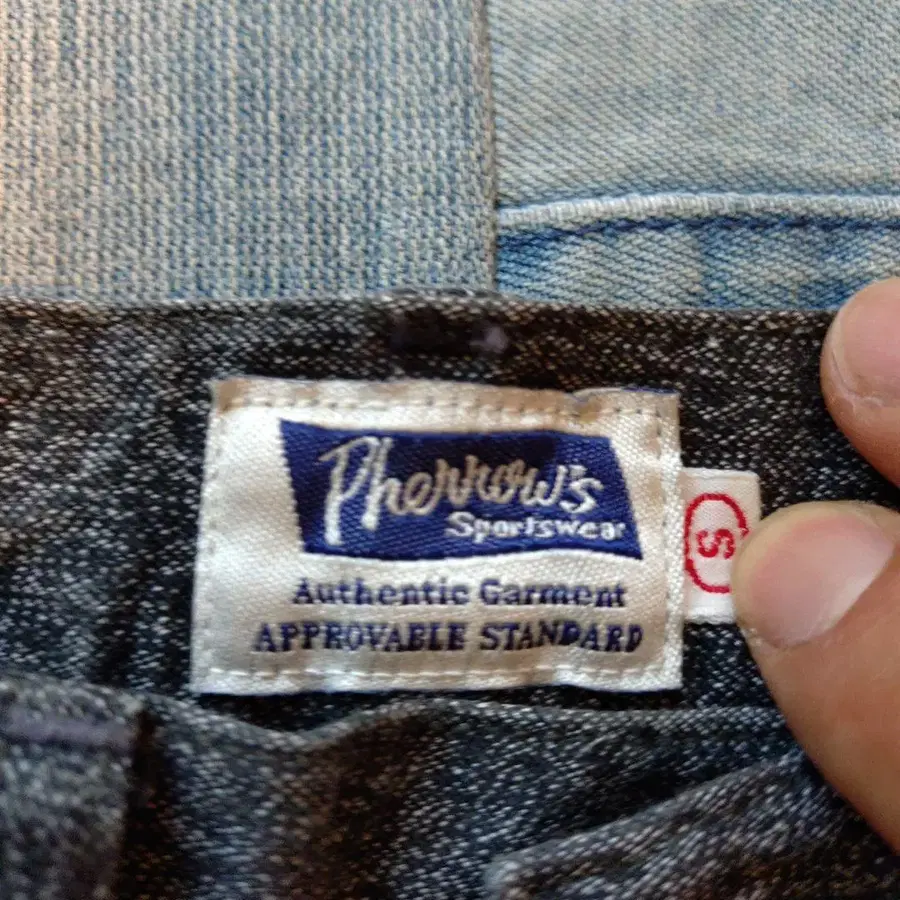 Pherrow's
Sportswear
S
Authentic Garment
APPROVABLE STANDARD